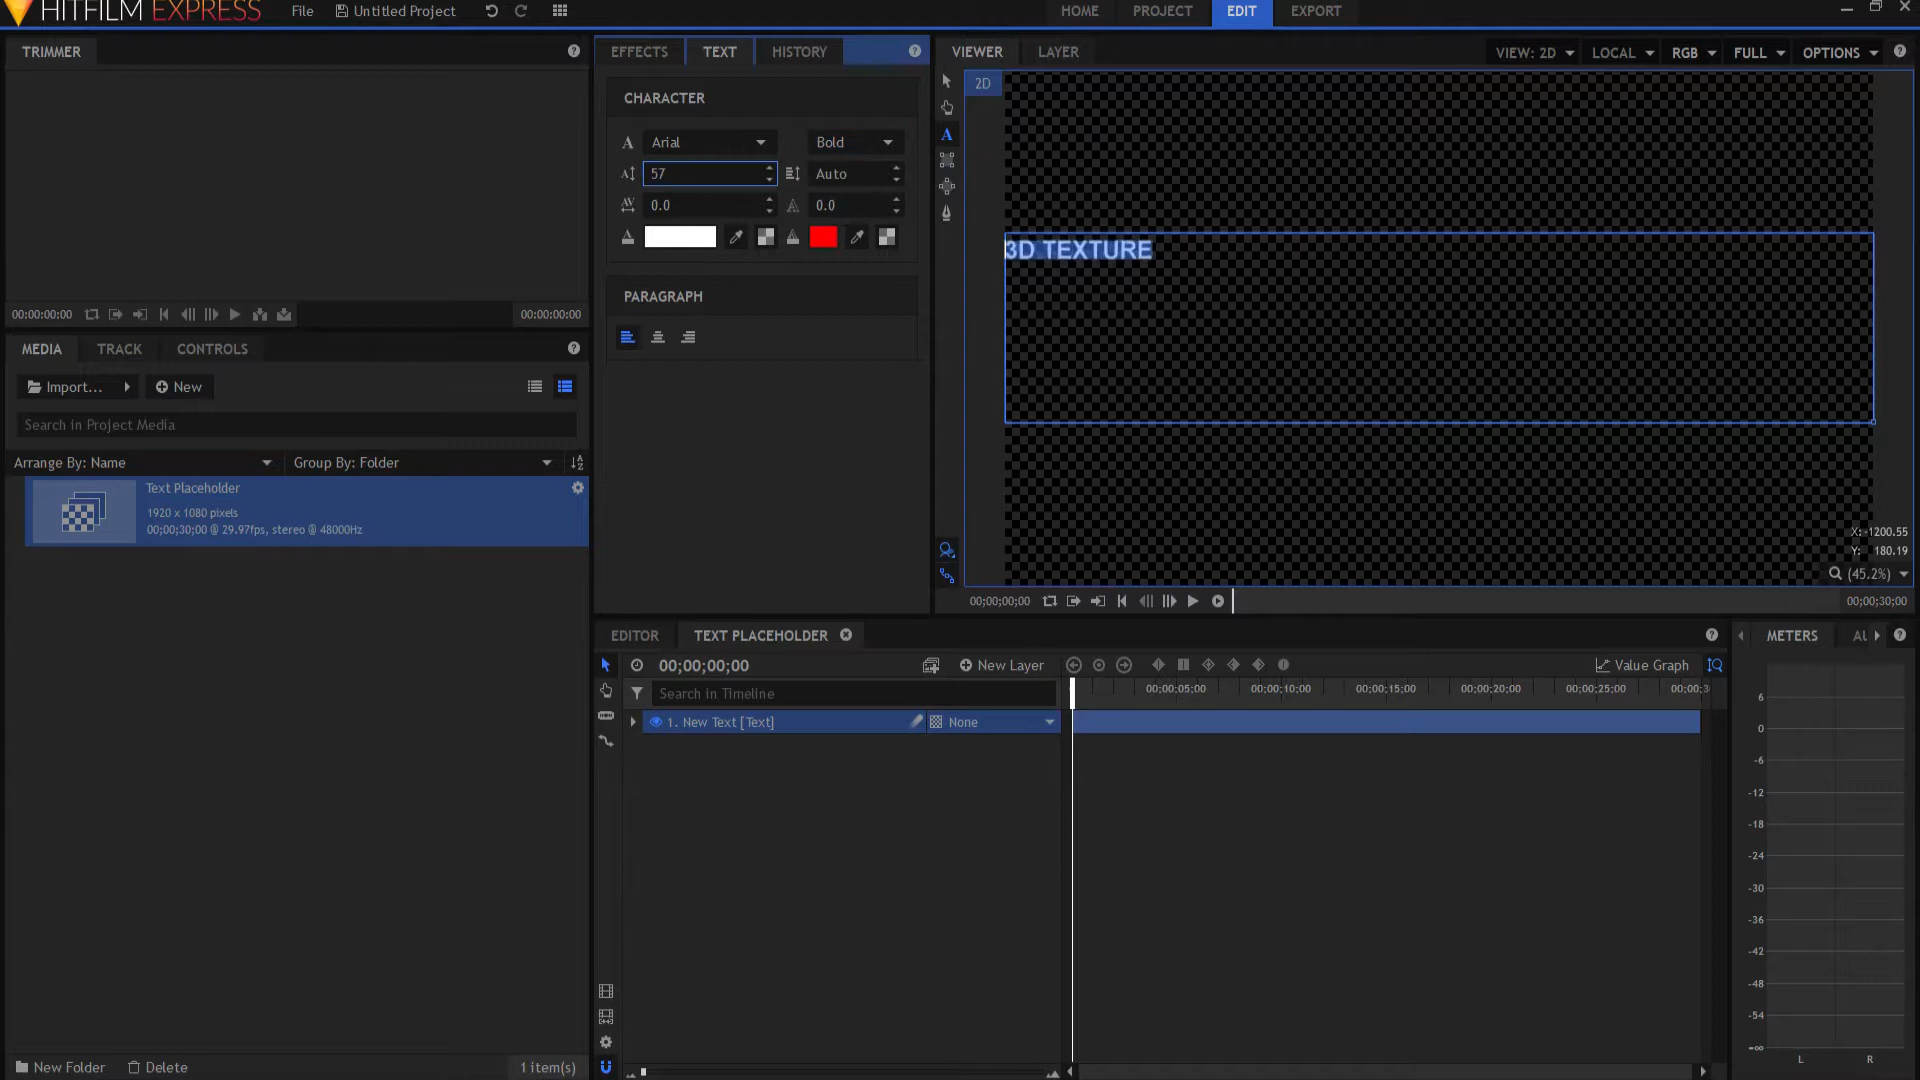 HITFILM EXPRESS File Untitled Project HOME PROJECT EDIT EXPORT
TRIMMER
00:00:00:00 00:00:00:00
MEDIA TRACK CONTROLS
Import... New
Search in Project Media
Arrange By: Name Group By: Folder
Text Placeholder
1920 x 1080 pixels
00;00;30;00 @ 29.97fps, stereo @ 48000Hz
New Folder Delete 1 item(s)
EFFECTS TEXT HISTORY
CHARACTER
Arial Bold
57 Auto
0.0 0.0
PARAGRAPH
VIEWER LAYER VIEW: 2D LOCAL RGB FULL OPTIONS
2D
3D TEXTURE
X: -1200.55
Y: 180.19
(45.2%)
00;00;00;00 00;00;30;00
EDITOR TEXT PLACEHOLDER
00;00;00;00 New Layer Value Graph
Search in Timeline
00;00;05;00 00;00;10;00 00;00;15;00 00;00;20;00 00;00;25;00 00;00;3
1. New Text [Text] None
METERS AU
6
0
-6
-12
-18
-24
-30
-36
-42
-48
-54
-∞
L R